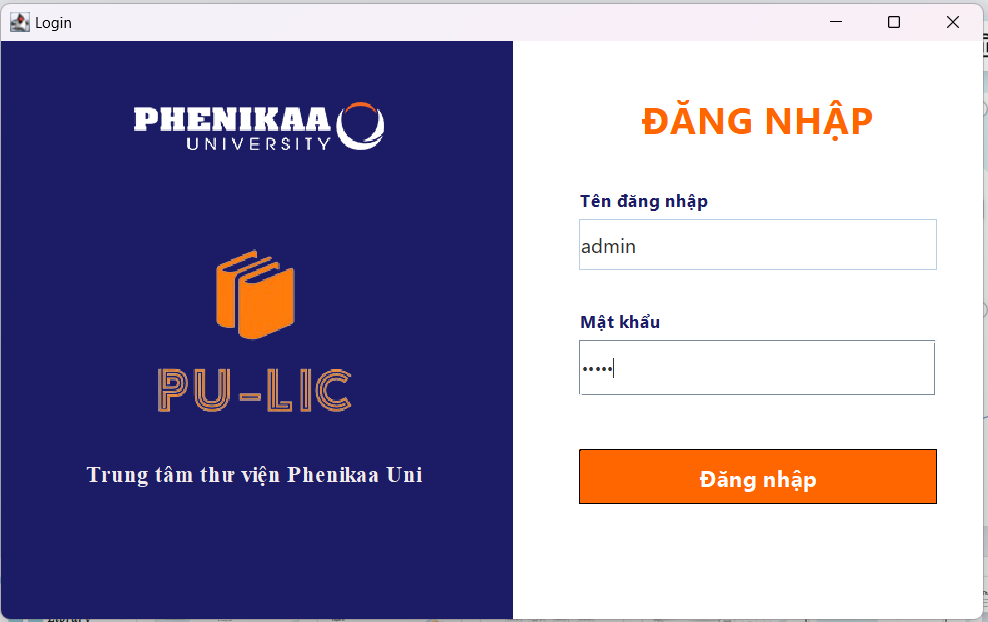 Login
PHENIKAA
UNIVERSITY
PU-LIC
Trung tâm thư viện Phenikaa Uni
ĐĂNG NHẬP
Tên đăng nhập
admin
Mật khẩu
•••••
Đăng nhập